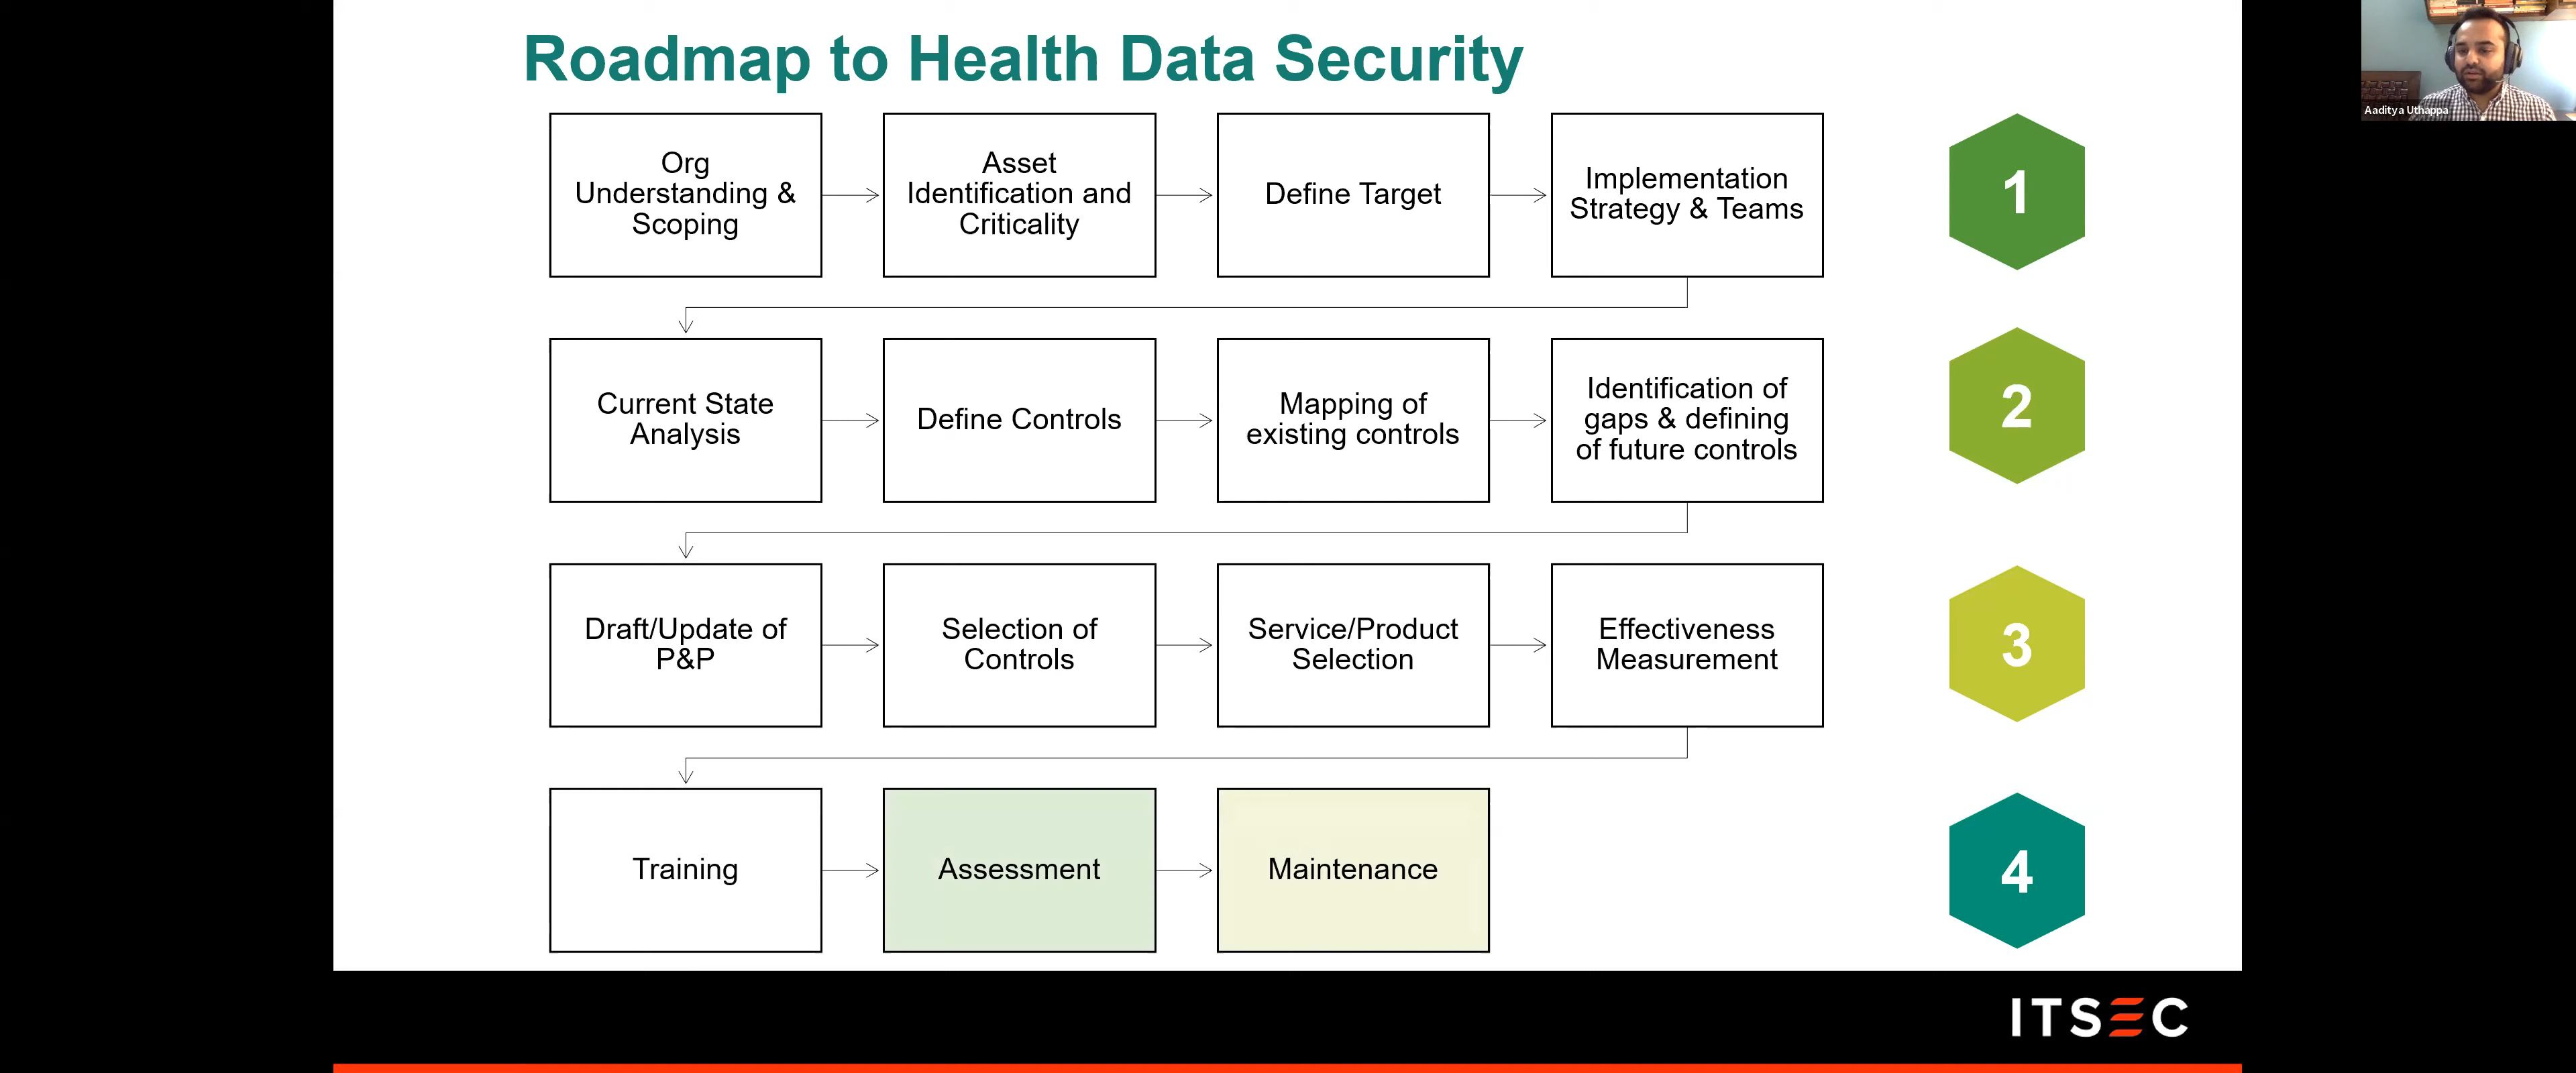 Roadmap to Health Data Security
Aaditya Uthappa
Org
Understanding &
Scoping
Asset
Identification and
Criticality
Define Target
Implementation
Strategy & Teams
1
Current State
Analysis
Define Controls
Mapping of
existing controls
Identification of
gaps & defining
of future controls
2
Draft/Update of
P&P
Selection of
Controls
Service/Product
Selection
Effectiveness
Measurement
3
Training
Assessment
Maintenance
4
ITSEC